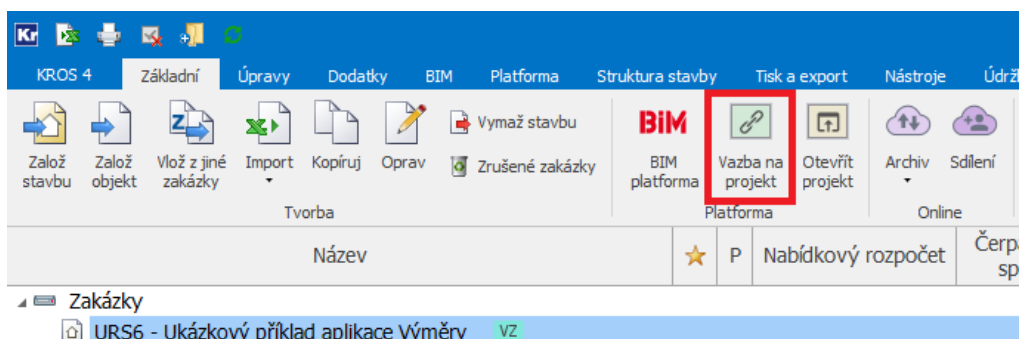 Kr
KROS 4 Základní Úpravy Dodatky BIM Platforma Struktura stavby Tisk a export Nástroje
Založ stavbu Založ objekt Vlož z jiné zakázky Import Kopíruj Oprav Vymaž stavbu Zrušené zakázky BiM BIM platforma Vazba na projekt Otevřít projekt Archiv Sdílení
Tvorba Platforma Online
Název P Nabídkový rozpočet
Zakázky
URS6 - Ukázkový příklad aplikace Výměry VZ